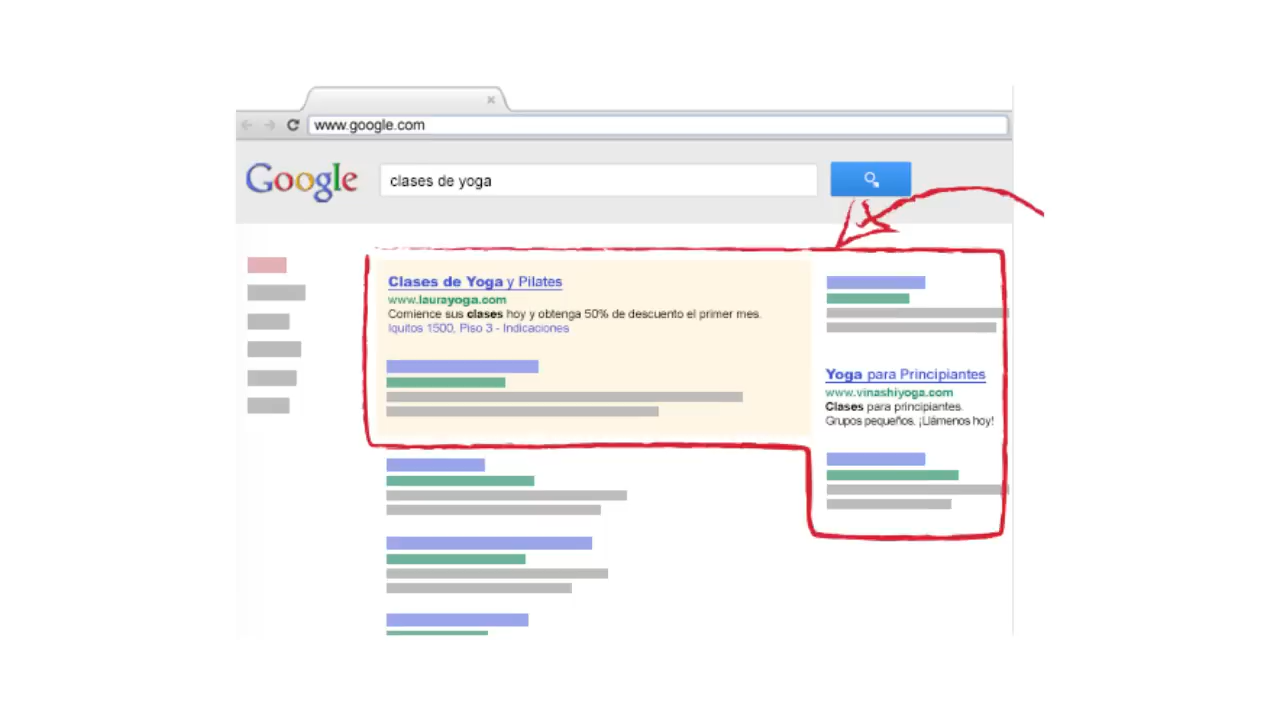 www.google.com
Google
clases de yoga
Clases de Yoga y Pilates
www.laurayoga.com
Comience sus clases hoy y obtenga 50% de descuento el primer mes.
Iquitos 1500, Piso 3 - Indicaciones
Yoga para Principiantes
www.vinashiyoga.com
Clases para principiantes.
Grupos pequeños. ¡Llámenos hoy!